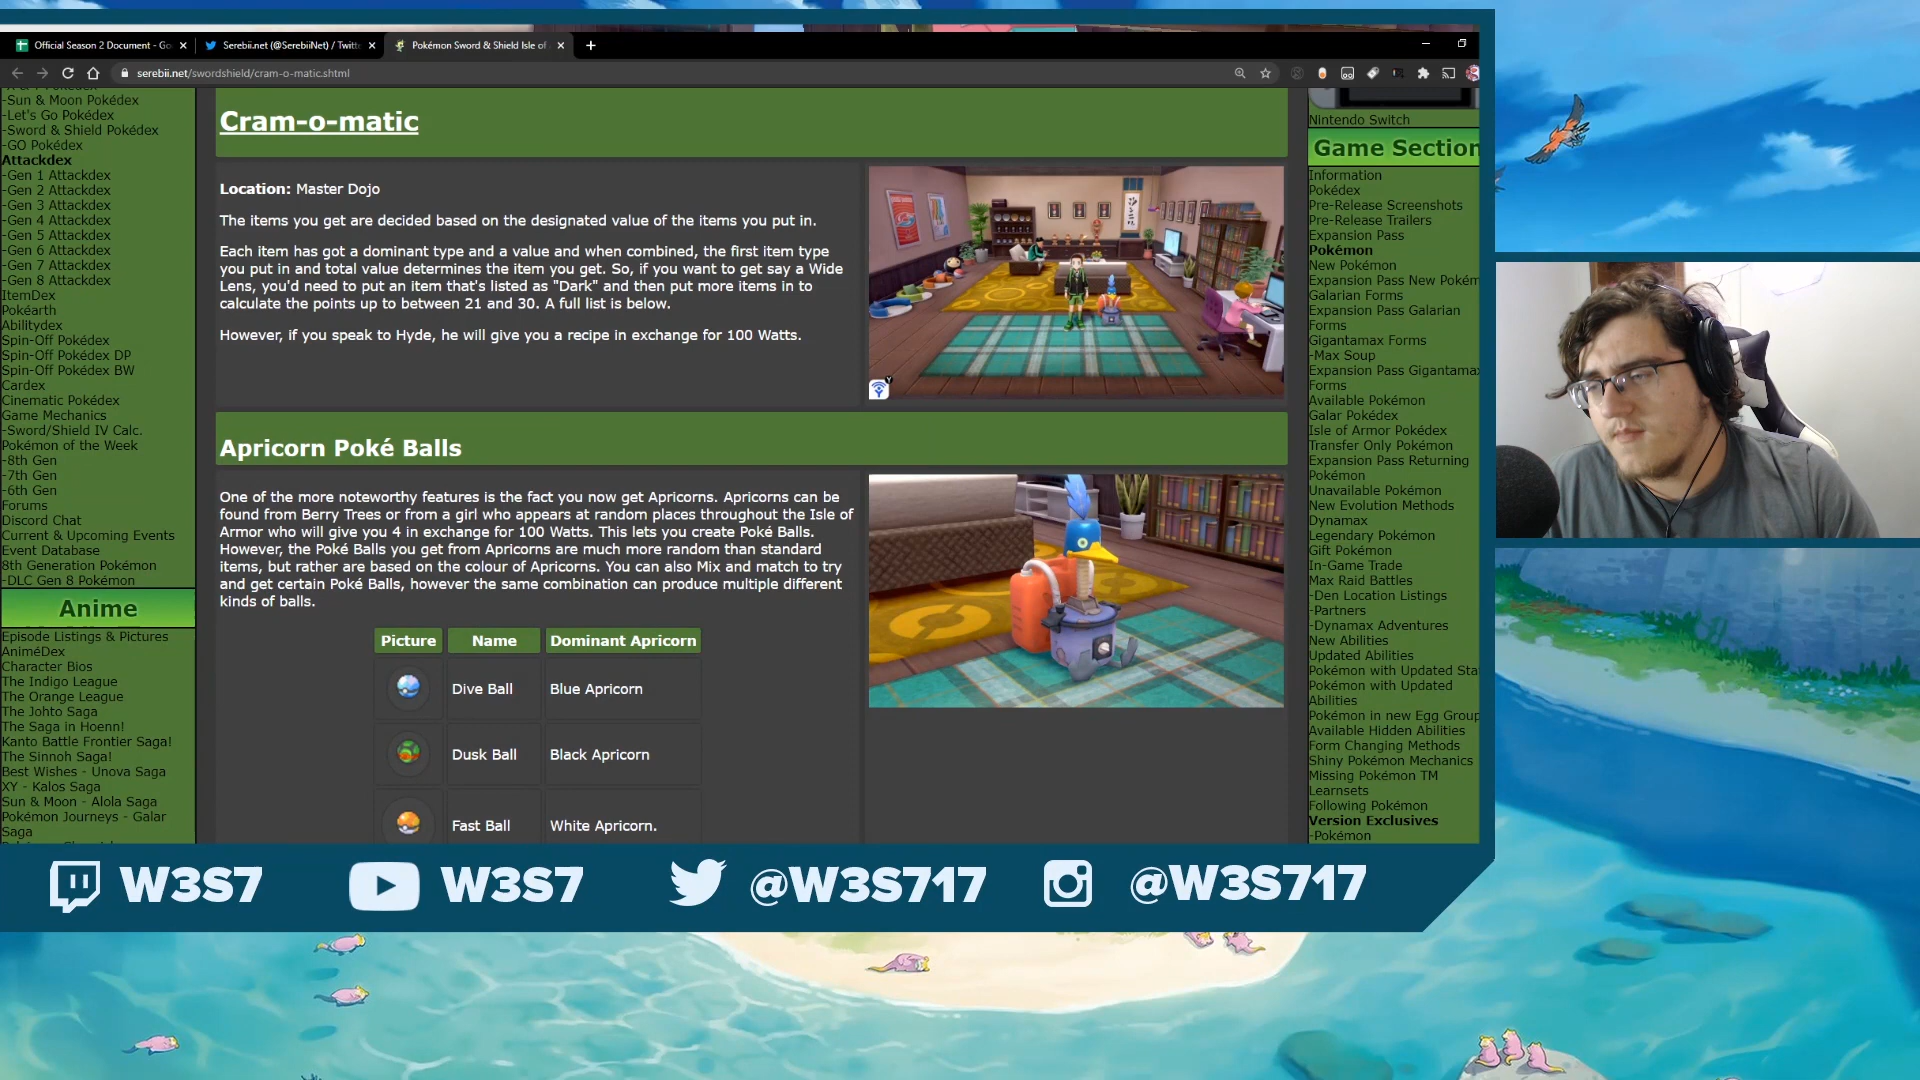 Official Season 2 Document - Go
Serebii.net (@SerebiiNet) / Twitte
Pokémon Sword & Shield Isle of
serebii.net/swordshield/cram-o-matic.shtml
-Sun & Moon Pokédex
-Let's Go Pokédex
-Sword & Shield Pokédex
-GO Pokédex
Attackdex
-Gen 1 Attackdex
-Gen 2 Attackdex
-Gen 3 Attackdex
-Gen 4 Attackdex
-Gen 5 Attackdex
-Gen 6 Attackdex
-Gen 7 Attackdex
-Gen 8 Attackdex
ItemDex
Pokéarth
Abilitydex
Spin-Off Pokédex
Spin-Off Pokédex DP
Spin-Off Pokédex BW
Cardex
Cinematic Pokédex
Game Mechanics
-Sword/Shield IV Calc.
Pokémon of the Week
-8th Gen
-7th Gen
-6th Gen
Forums
Discord Chat
Current & Upcoming Events
Event Database
8th Generation Pokémon
-DLC Gen 8 Pokémon
Anime
Episode Listings & Pictures
AniméDex
Character Bios
The Indigo League
The Orange League
The Johto Saga
The Saga in Hoenn!
Kanto Battle Frontier Saga!
The Sinnoh Saga!
Best Wishes - Unova Saga
XY - Kalos Saga
Sun & Moon - Alola Saga
Pokémon Journeys - Galar
Saga
Cram-o-matic
Location: Master Dojo
The items you get are decided based on the designated value of the items you put in.
Each item has got a dominant type and a value and when combined, the first item type
you put in and total value determines the item you get. So, if you want to get say a Wide
Lens, you'd need to put an item that's listed as "Dark" and then put more items in to
calculate the points up to between 21 and 30. A full list is below.
However, if you speak to Hyde, he will give you a recipe in exchange for 100 Watts.
Apricorn Poké Balls
One of the more noteworthy features is the fact you now get Apricorns. Apricorns can be
found from Berry Trees or from a girl who appears at random places throughout the Isle of
Armor who will give you 4 in exchange for 100 Watts. This lets you create Poké Balls.
However, the Poké Balls you get from Apricorns are much more random than standard
items, but rather are based on the colour of Apricorns. You can also Mix and match to try
and get certain Poké Balls, however the same combination can produce multiple different
kinds of balls.
Picture Name Dominant Apricorn
Dive Ball Blue Apricorn
Dusk Ball Black Apricorn
Fast Ball White Apricorn.
Nintendo Switch
Game Section
Information
Pokédex
Pre-Release Screenshots
Pre-Release Trailers
Expansion Pass
Pokémon
New Pokémon
Expansion Pass New Pokém
Galarian Forms
Expansion Pass Galarian
Forms
Gigantamax Forms
-Max Soup
Expansion Pass Gigantama
Forms
Available Pokémon
Galar Pokédex
Isle of Armor Pokédex
Transfer Only Pokémon
Expansion Pass Returning
Pokémon
Unavailable Pokémon
New Evolution Methods
Dynamax
Legendary Pokémon
Gift Pokémon
In-Game Trade
Max Raid Battles
-Den Location Listings
-Partners
-Dynamax Adventures
New Abilities
Updated Abilities
Pokémon with Updated Sta
Pokémon with Updated
Abilities
Pokémon in new Egg Group
Available Hidden Abilities
Form Changing Methods
Shiny Pokémon Mechanics
Missing Pokémon TM
Learnsets
Following Pokémon
Version Exclusives
-Pokémon
W3S7
W3S7
@W3S717
@W3S717